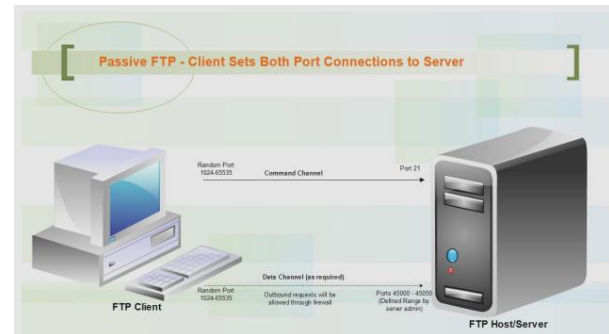 Passive FTP - Client Sets Both Port Connections to Server
Random Port
1024-65535
Command Channel
Port 21
Data Channel (as required)
Random Port
1024-65535
Outbound requests will be
allowed through firewall
Ports 45000 - 45050
(Defined Range by
server admin)
FTP Client
FTP Host/Server